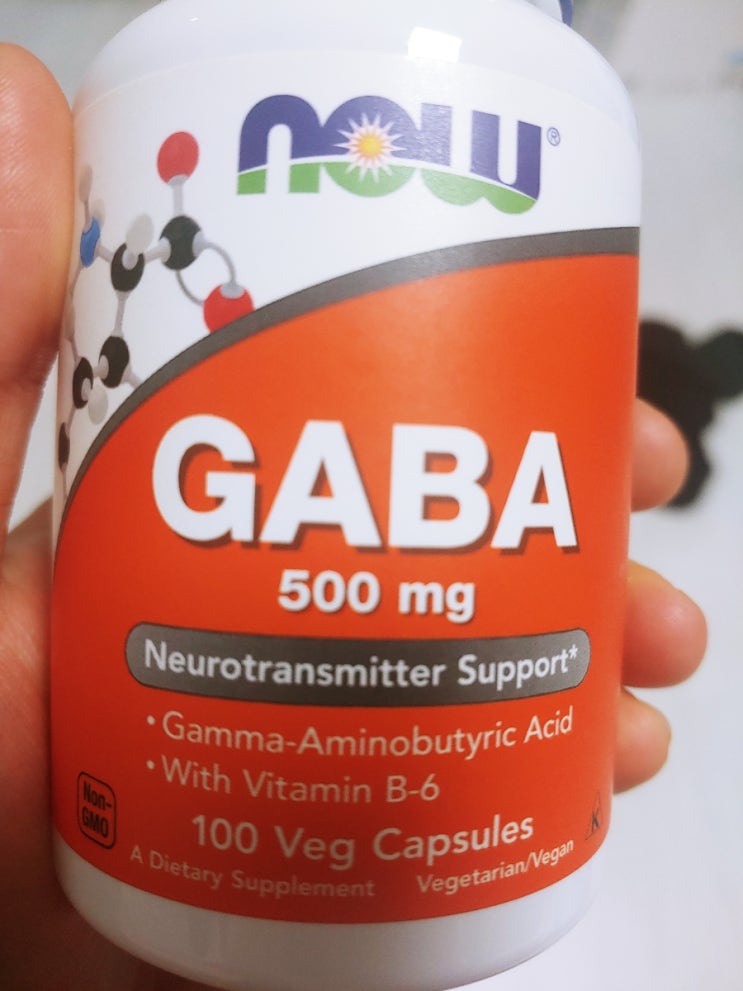 NOW®
GABA
500 mg
Neurotransmitter Support*
• Gamma-Aminobutyric Acid
• With Vitamin B-6
Non-
GMO
100 Veg Capsules
K
A Dietary Supplement
Vegetarian/Vegan